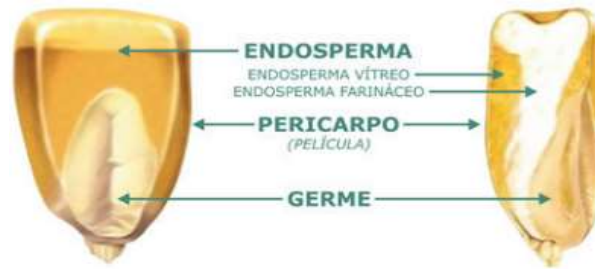 ENDOSPERMA
ENDOSPERMA VÍTREO
ENDOSPERMA FARINÁCEO
PERICARPO
(PELÍCULA)
GERME